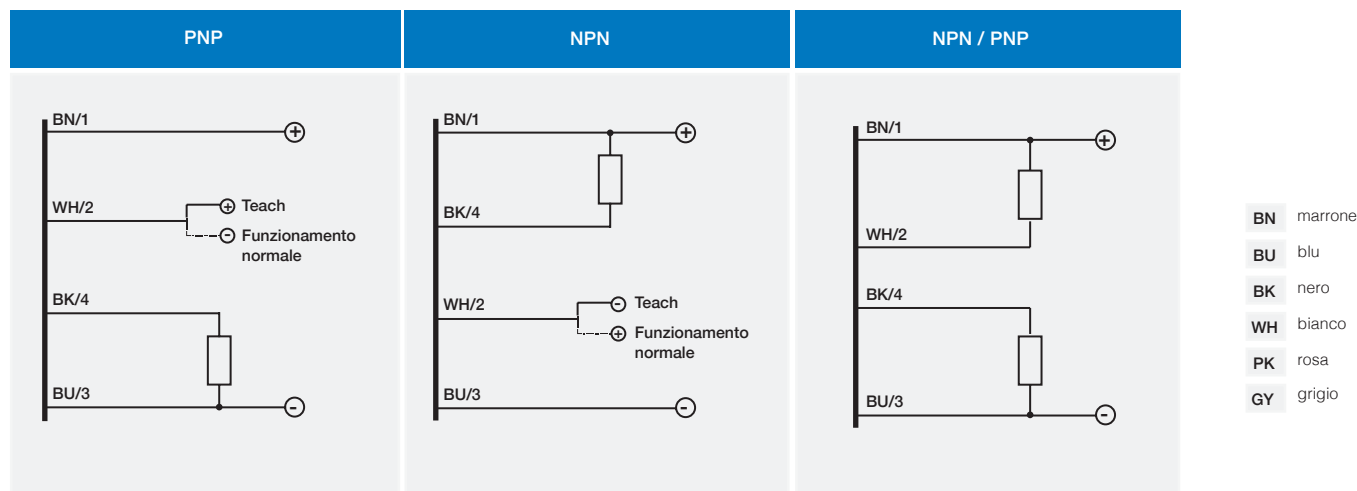 PNP
BN/1
+
WH/2
+ Teach
- Funzionamento
normale
BK/4
BU/3
-
NPN
BN/1
+
BK/4
WH/2
- Teach
+ Funzionamento
normale
BU/3
-
NPN / PNP
BN/1
+
WH/2
BK/4
BU/3
-
BN marrone
BU blu
BK nero
WH bianco
PK rosa
GY grigio